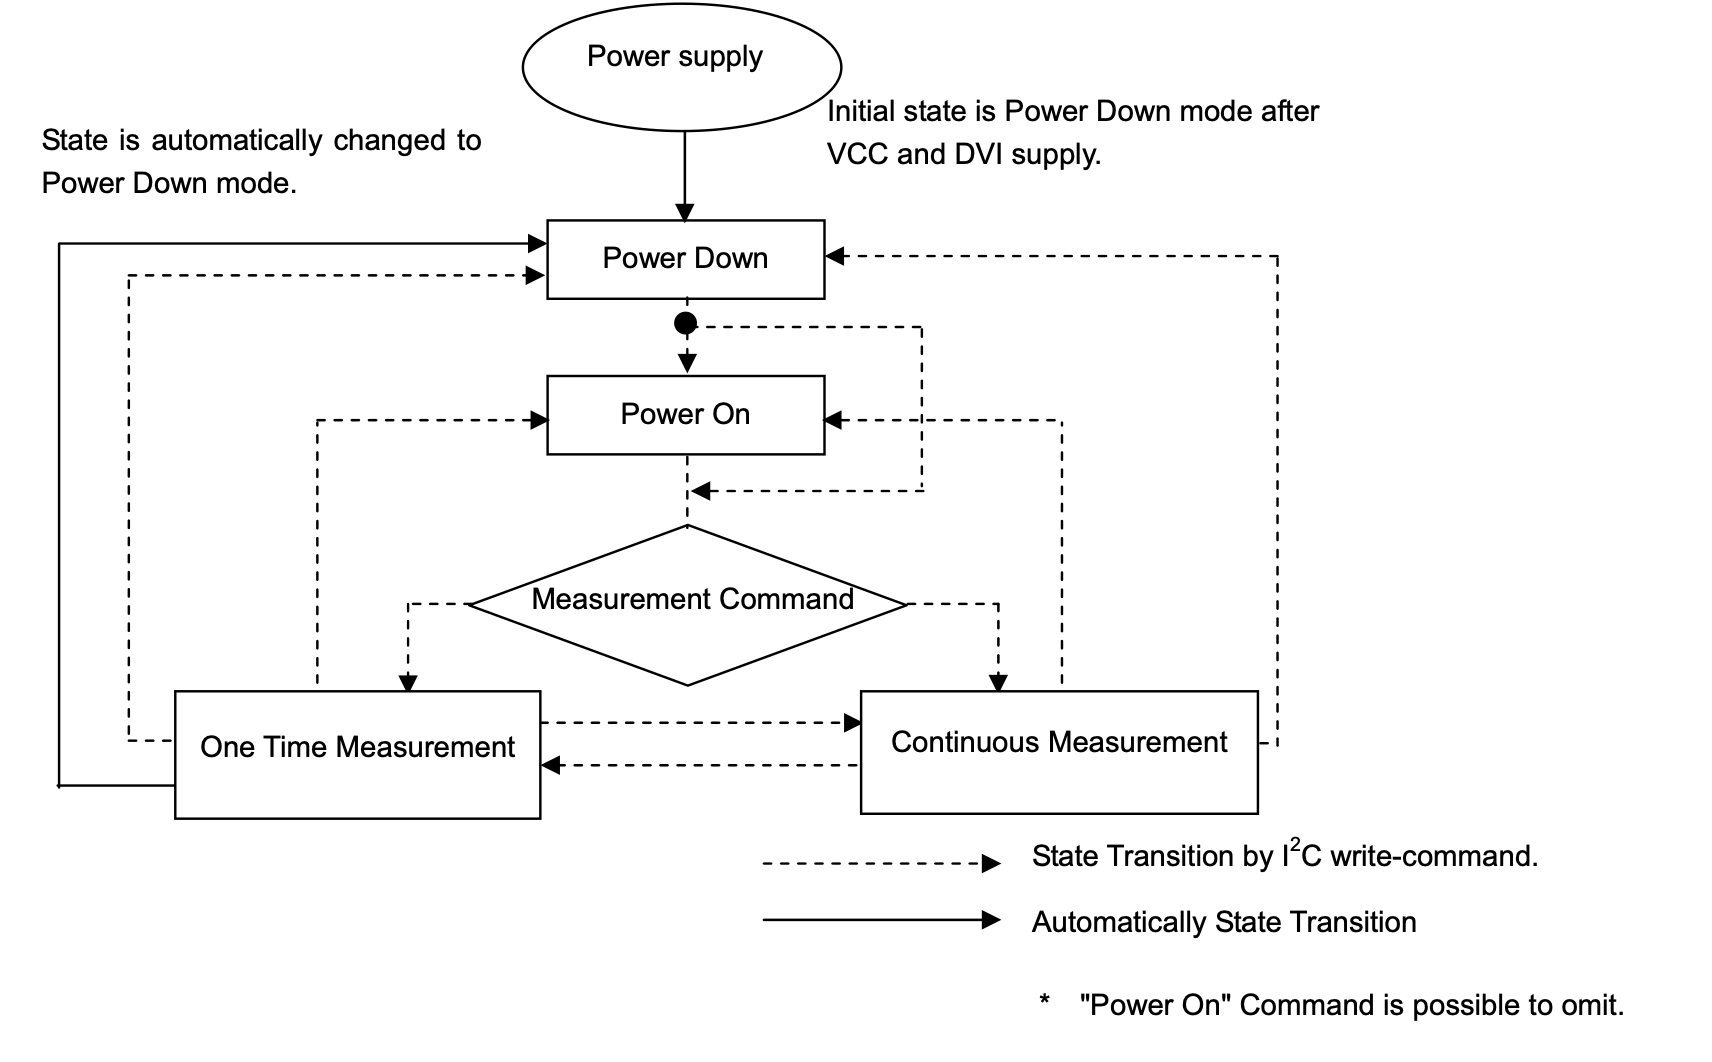 Power supply
Initial state is Power Down mode after
VCC and DVI supply.
State is automatically changed to
Power Down mode.
Power Down
Power On
Measurement Command
One Time Measurement
Continuous Measurement
State Transition by I²C write-command.
Automatically State Transition
* "Power On" Command is possible to omit.